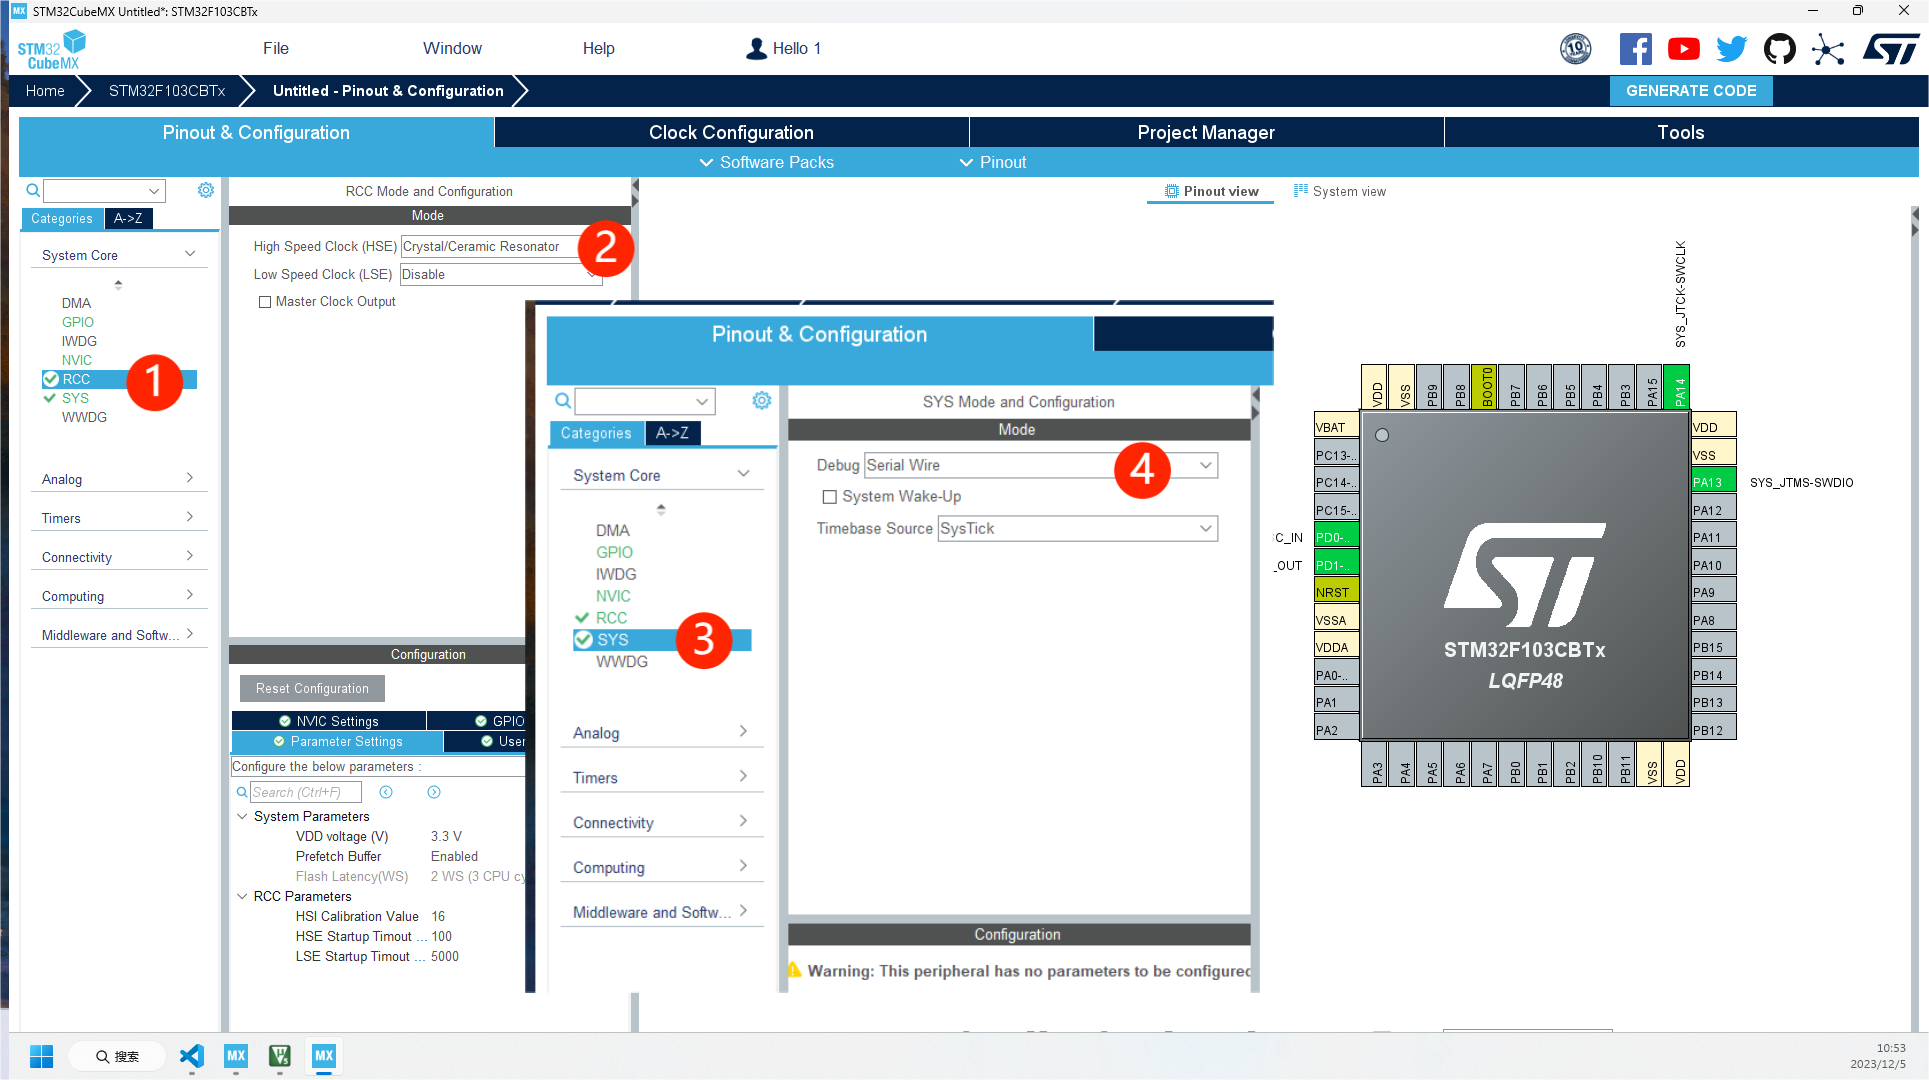 STM32CubeMX Untitled*: STM32F103CBTx
STM32
CubeMX
File
Window
Help
Hello 1
10
Home
STM32F103CBTx
Untitled - Pinout & Configuration
GENERATE CODE
Pinout & Configuration
Clock Configuration
Project Manager
Tools
Software Packs
Pinout
RCC Mode and Configuration
Pinout view
System view
Categories
A->Z
Mode
System Core
High Speed Clock (HSE) Crystal/Ceramic Resonator
2
Low Speed Clock (LSE) Disable
Master Clock Output
DMA
GPIO
IWDG
NVIC
RCC
1
SYS
WWDG
Analog
Timers
Connectivity
Computing
Middleware and Softw...
Configuration
Reset Configuration
NVIC Settings
GPIO
Parameter Settings
User
Configure the below parameters :
Search (Ctrl+F)
System Parameters
VDD voltage (V) 3.3 V
Prefetch Buffer Enabled
Flash Latency(WS) 2 WS (3 CPU cy
RCC Parameters
HSI Calibration Value 16
HSE Startup Timout ... 100
LSE Startup Timout ... 5000
Pinout & Configuration
SYS Mode and Configuration
Categories
A->Z
Mode
System Core
Debug Serial Wire
4
System Wake-Up
Timebase Source SysTick
DMA
GPIO
IWDG
NVIC
RCC
SYS
3
WWDG
Analog
Timers
Connectivity
Computing
Middleware and Softw...
Configuration
Warning: This peripheral has no parameters to be configured
SYS_JTCK-SWCLK
VDD
VSS
PB9
PB8
BOOT0
PB7
PB6
PB5
PB4
PB3
PA15
PA14
VBAT
PC13-..
PC14-..
PC15-..
C_IN
PD0-..
_OUT
PD1-..
NRST
VSSA
VDDA
PA0-..
PA1
PA2
VDD
VSS
PA13
SYS_JTMS-SWDIO
PA12
PA11
PA10
PA9
PA8
PB15
PB14
PB13
PB12
ST
STM32F103CBTx
LQFP48
PA3
PA4
PA5
PA6
PA7
PB0
PB1
PB2
PB10
PB11
VSS
VDD
搜索
MX
MX
10:53
2023/12/5